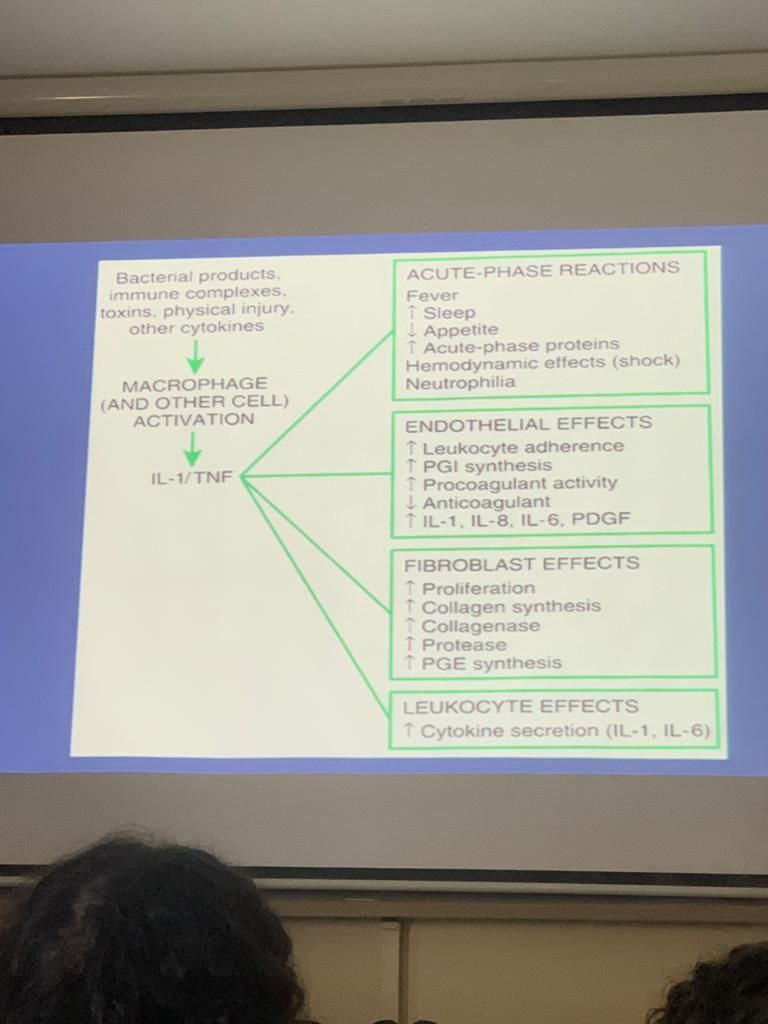 Bacterial products,
immune complexes,
toxins, physical injury,
other cytokines
MACROPHAGE
(AND OTHER CELL)
ACTIVATION
IL-1/TNF
ACUTE-PHASE REACTIONS
Fever
↑ Sleep
↓ Appetite
↑ Acute-phase proteins
Hemodynamic effects (shock)
Neutrophilia
ENDOTHELIAL EFFECTS
↑ Leukocyte adherence
↑ PGI synthesis
↑ Procoagulant activity
↓ Anticoagulant
↑ IL-1, IL-8, IL-6, PDGF
FIBROBLAST EFFECTS
↑ Proliferation
↑ Collagen synthesis
↑ Collagenase
↑ Protease
↑ PGE synthesis
LEUKOCYTE EFFECTS
↑ Cytokine secretion (IL-1, IL-6)